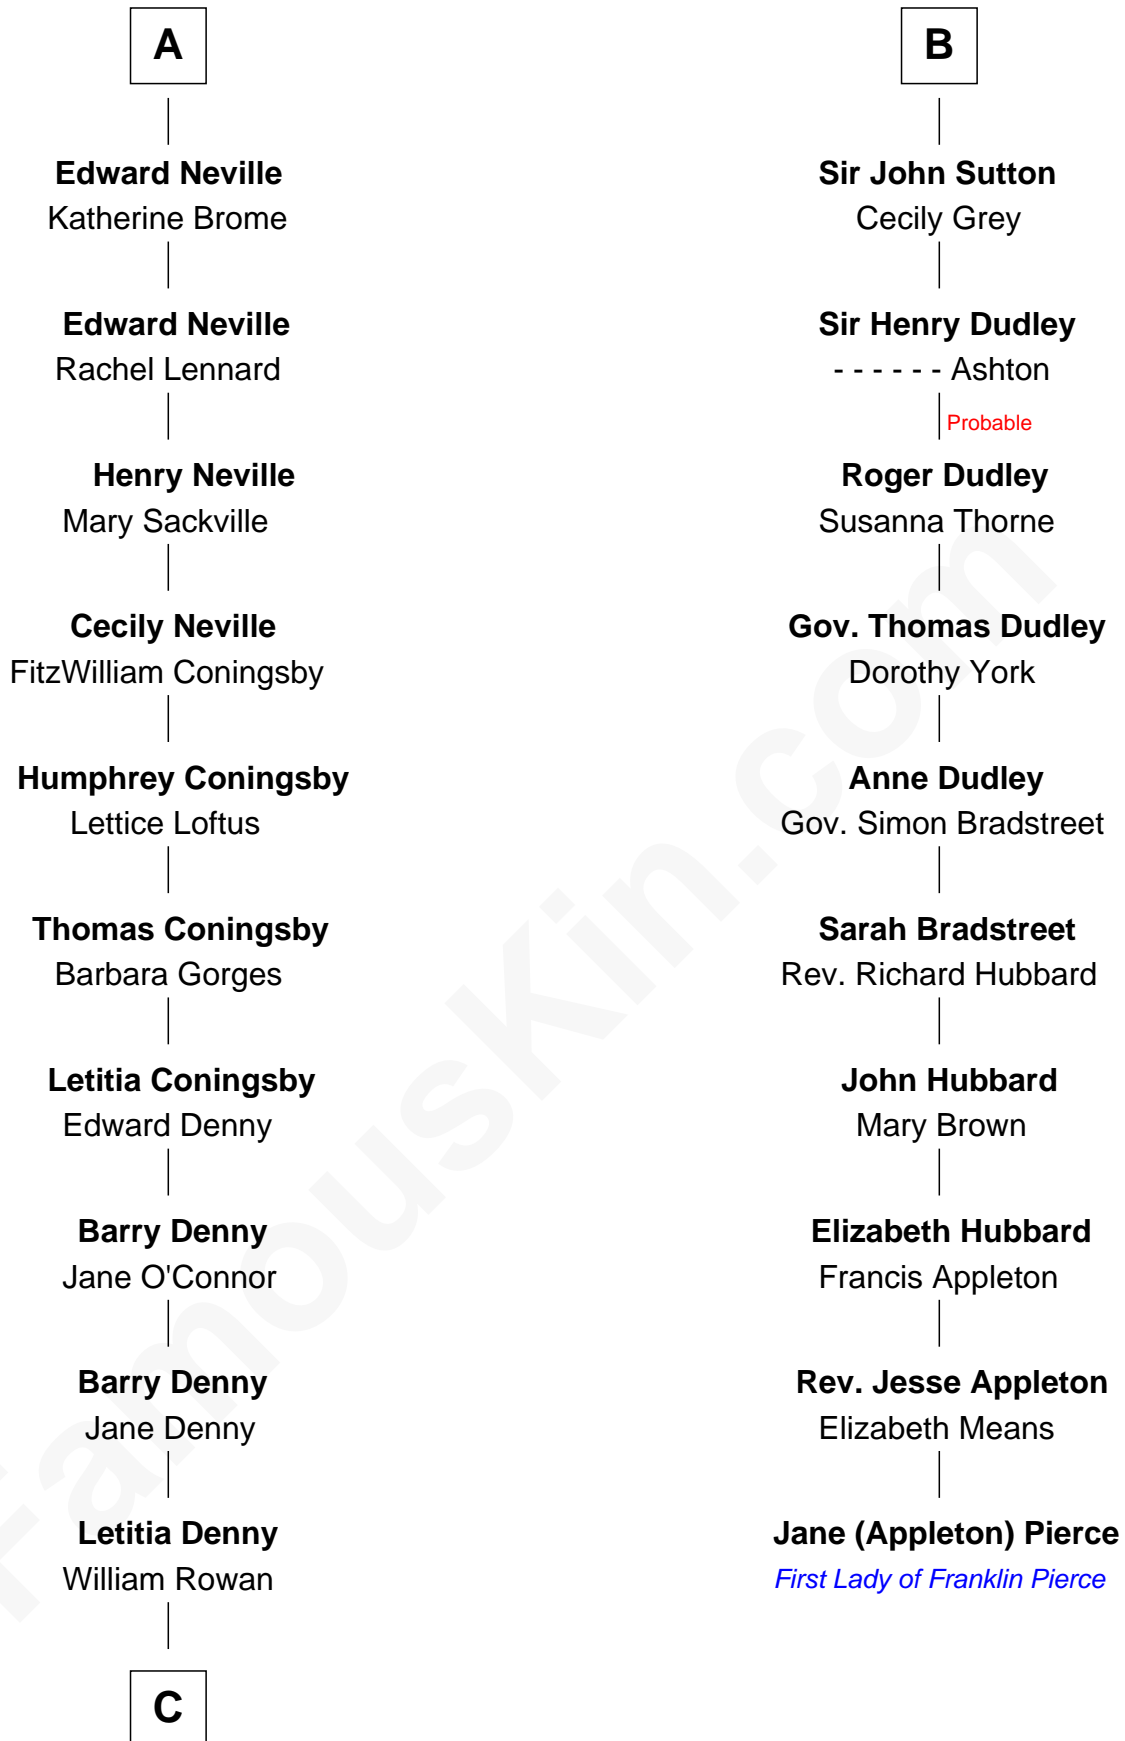 A
Edward Neville
Katherine Brome
Edward Neville
Rachel Lennard
Henry Neville
Mary Sackville
Cecily Neville
FitzWilliam Coningsby
Humphrey Coningsby
Lettice Loftus
Thomas Coningsby
Barbara Gorges
Letitia Coningsby
Edward Denny
Barry Denny
Jane O'Connor
Barry Denny
Jane Denny
Letitia Denny
William Rowan
C
B
Sir John Sutton
Cecily Grey
Sir Henry Dudley
- - - - - - Ashton
Probable
Roger Dudley
Susanna Thorne
Gov. Thomas Dudley
Dorothy York
Anne Dudley
Gov. Simon Bradstreet
Sarah Bradstreet
Rev. Richard Hubbard
John Hubbard
Mary Brown
Elizabeth Hubbard
Francis Appleton
Rev. Jesse Appleton
Elizabeth Means
Jane (Appleton) Pierce
First Lady of Franklin Pierce
FamousKin.com